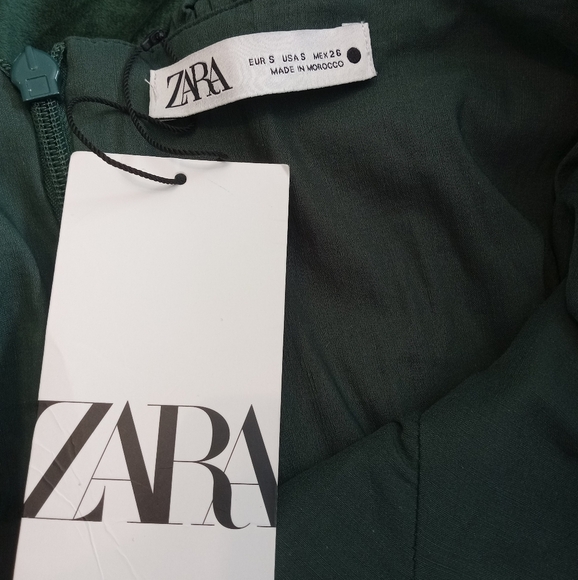 ZARA
EUR S USA S MEX 26
MADE IN MOROCCO
ZARA